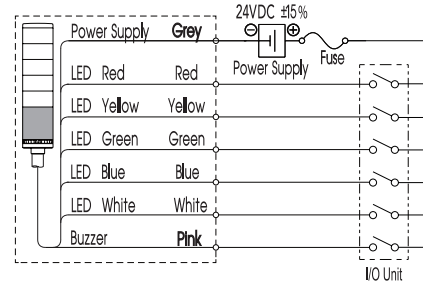 24VDC ±15%
Power Supply Grey ⊖ ⊕
Power Supply Fuse
LED Red Red
LED Yellow Yellow
LED Green Green
LED Blue Blue
LED White White
Buzzer Pink
I/O Unit